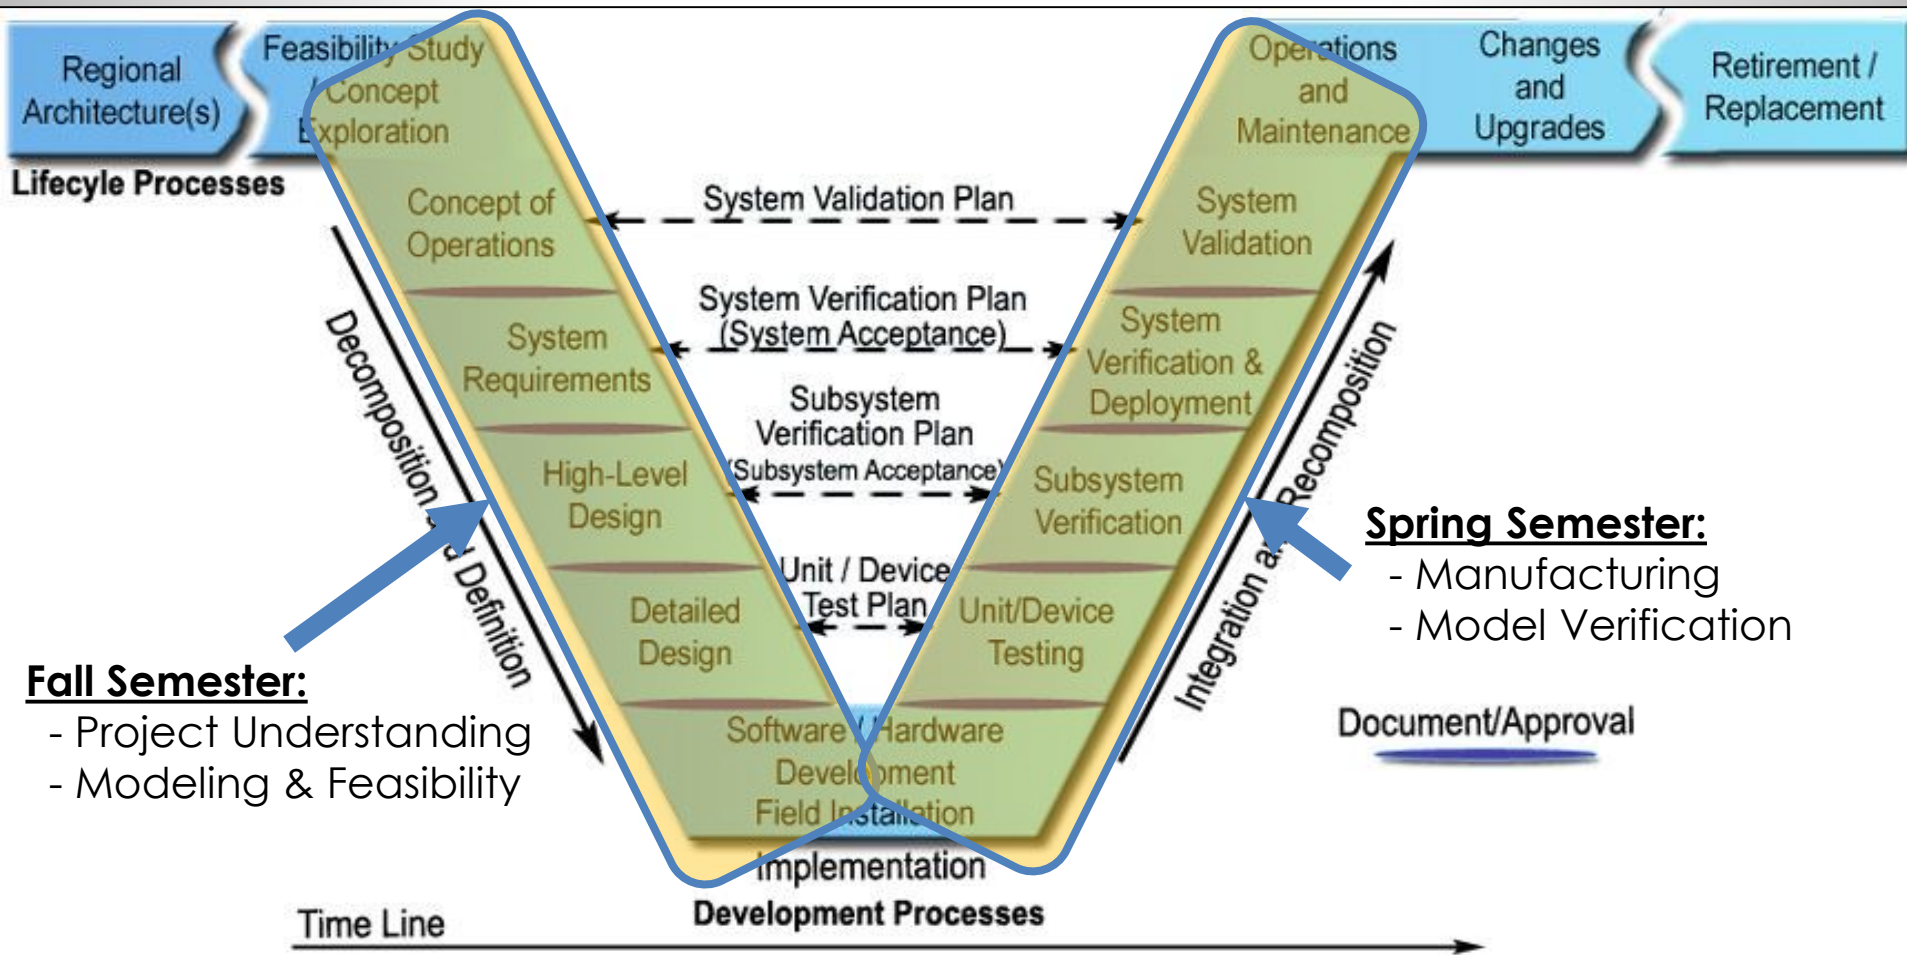 Regional
Architecture(s)
Feasibility Study
/ Concept
Exploration
Operations
and
Maintenance
Changes
and
Upgrades
Retirement /
Replacement
Lifecyle Processes
Concept of
Operations
System Validation Plan
System
Validation
System Verification Plan
(System Acceptance)
System
Requirements
System
Verification &
Deployment
Subsystem
Verification Plan
(Subsystem Acceptance)
High-Level
Design
Subsystem
Verification
Unit / Device
Test Plan
Detailed
Design
Unit/Device
Testing
Software / Hardware
Development
Field Installation
Implementation
Development Processes
Decomposition
Definition
Integration
Recomposition
Fall Semester:
- Project Understanding
- Modeling & Feasibility
Spring Semester:
- Manufacturing
- Model Verification
Document/Approval
Time Line